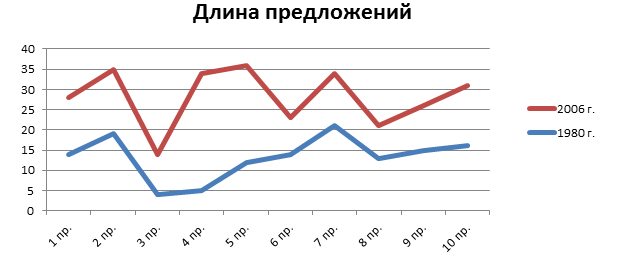 Длина предложений
40
35
30
25
20
15
10
5
0
1 пр.
2 пр.
3 пр.
4 пр.
5 пр.
6 пр.
7 пр.
8 пр.
9 пр.
10 пр.
2006 г.
1980 г.